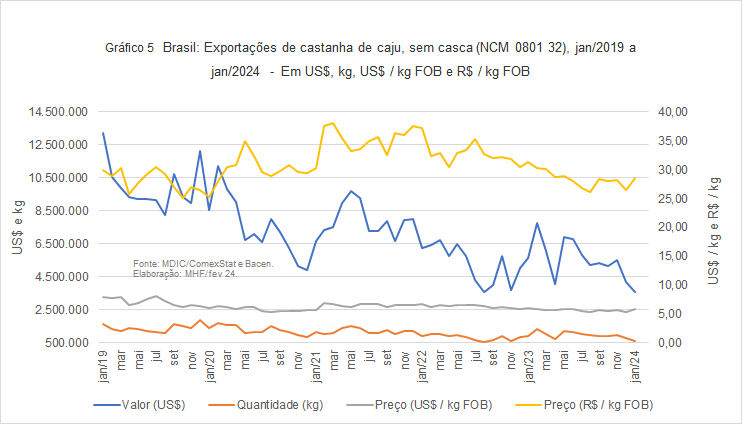 Gráfico 5 Brasil: Exportações de castanha de caju, sem casca (NCM 0801 32), jan/2019 a
jan/2024 - Em US$, kg, US$ / kg FOB e R$ / kg FOB
14.500.000
12.500.000
10.500.000
8.500.000
6.500.000
4.500.000
2.500.000
500.000
US$ e kg
40,00
35,00
30,00
25,00
20,00
15,00
10,00
5,00
0,00
US$ / kg e R$ / kg
Fonte: MDIC/ComexStat e Bacen.
Elaboração: MHF/fev 24.
jan/19
mar
mai
jul
set
nov
jan/20
mar
mai
jul
set
nov
jan/21
mar
mai
jul
set
nov
jan/22
mar
mai
jul
set
nov
jan/23
mar
mai
jul
set
nov
jan/24
Valor (US$) Quantidade (kg) Preço (US$ / kg FOB) Preço (R$ / kg FOB)